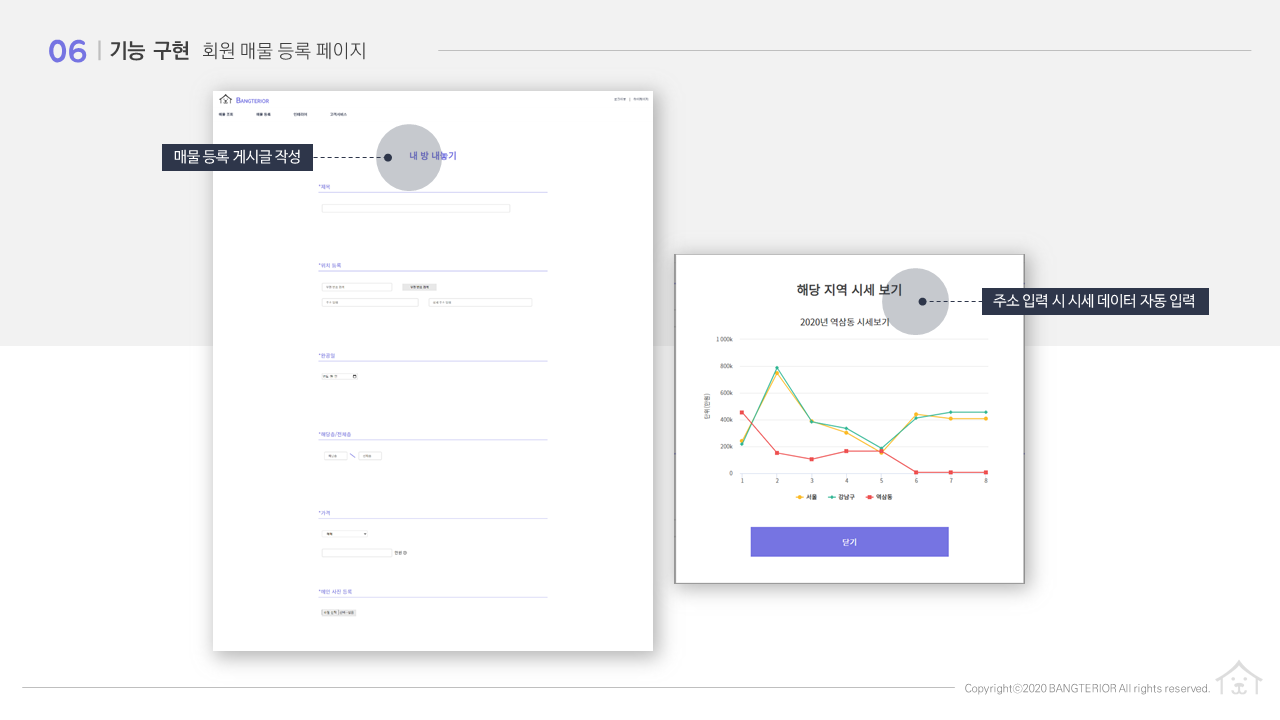 06 | 기능 구현 회원 매물 등록 페이지
BANGTERIOR
매물 등록 게시글 작성
내 방 내놓기
*제목
*위치 등록
*완공일
*해당층/전체층
*가격
*메인 사진 등록
해당 지역 시세 보기
주소 입력 시 시세 데이터 자동 입력
2020년 역삼동 시세보기
단위(만원)
1 000k
800k
600k
400k
200k
0
1 2 3 4 5 6 7 8
서울 강남구 역삼동
닫기
Copyright©2020 BANGTERIOR All rights reserved.